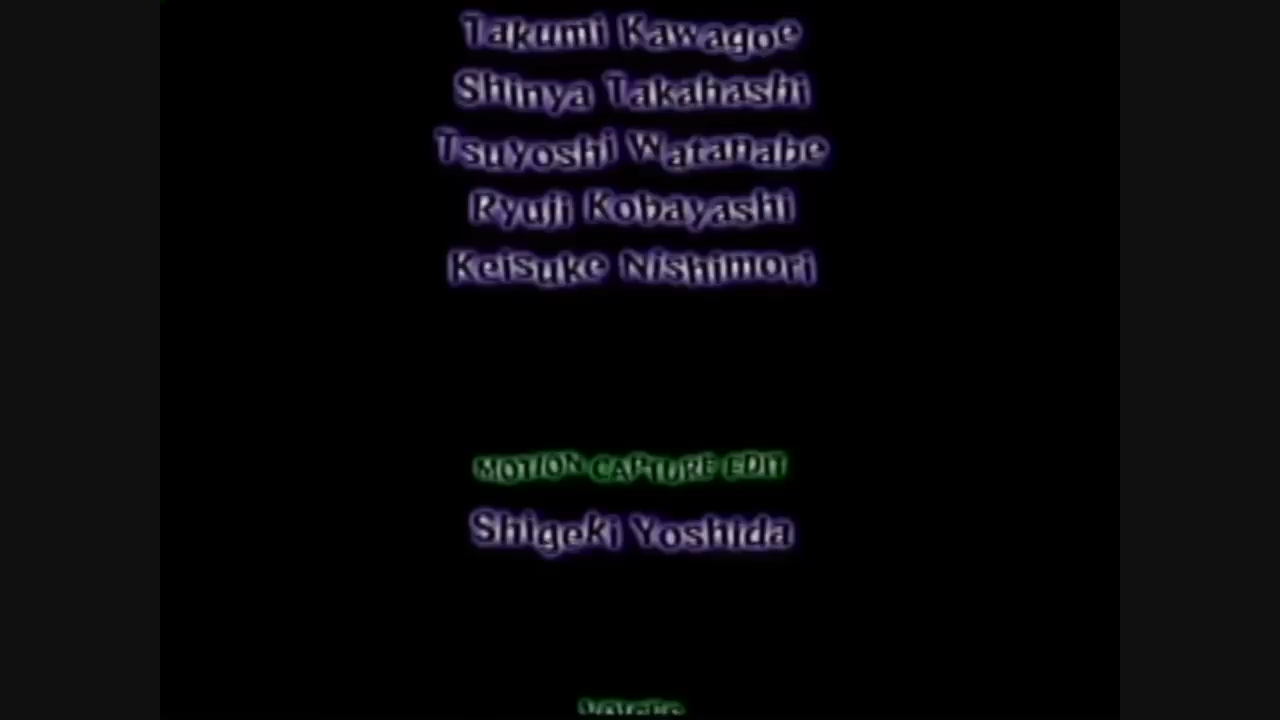 Takumi Kawagoe
Shinya Takahashi
Tsuyoshi Watanabe
Ryuji Kobayashi
Keisuke Nishimori
MOTION CAPTURE EDIT
Shigeki Yoshida